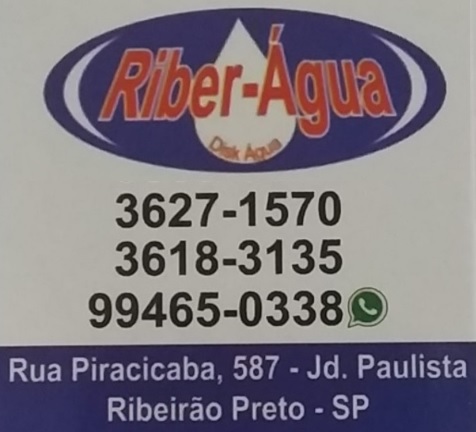 Riber-Água
Disk Água
3627-1570
3618-3135
99465-0338
Rua Piracicaba, 587 - Jd. Paulista
Ribeirão Preto - SP